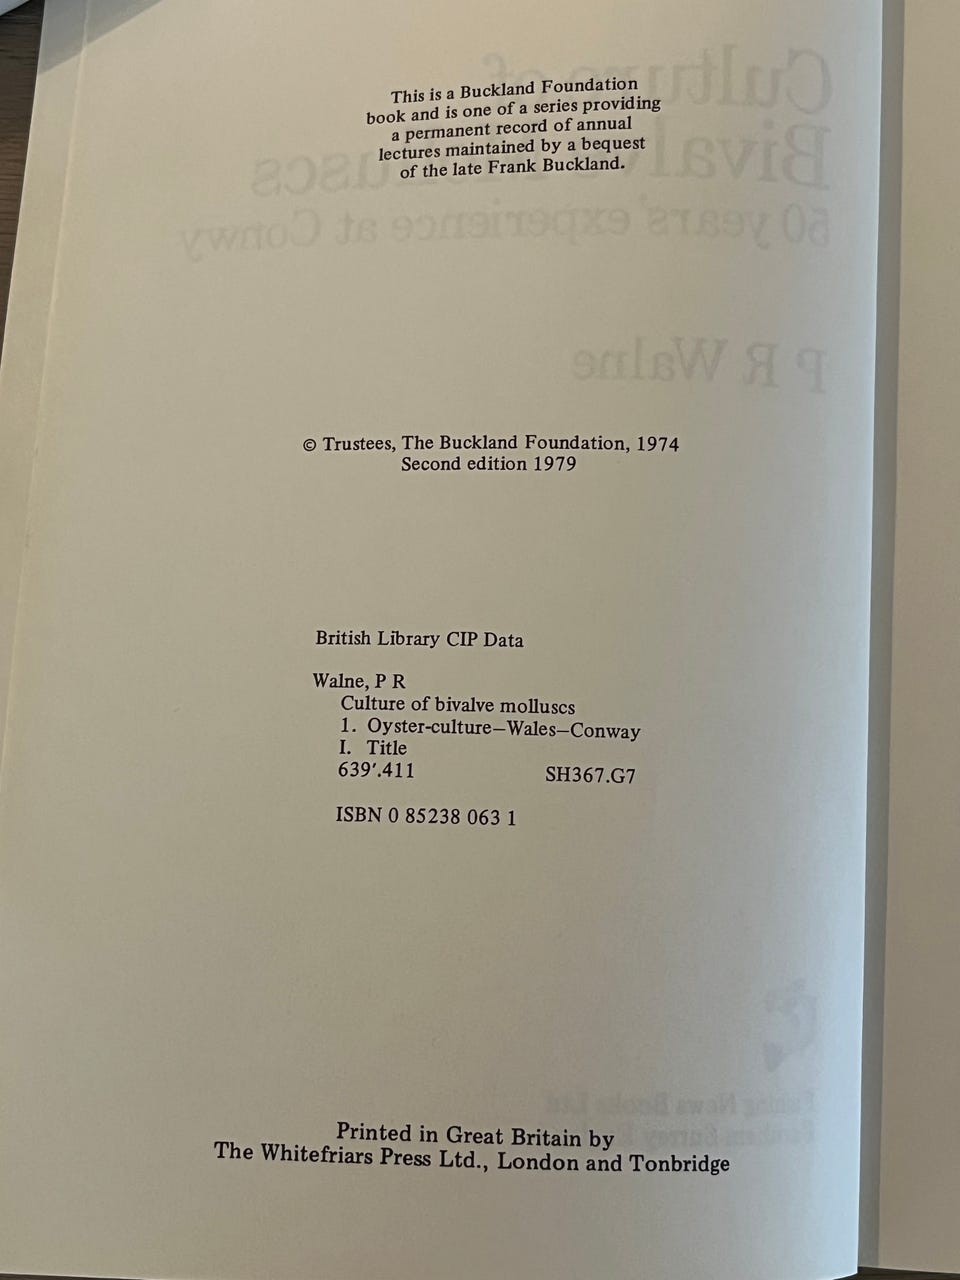 This is a Buckland Foundation
book and is one of a series providing
a permanent record of annual
lectures maintained by a bequest
of the late Frank Buckland.
© Trustees, The Buckland Foundation, 1974
Second edition 1979
British Library CIP Data
Walne, P R
Culture of bivalve molluscs
1. Oyster-culture—Wales—Conway
I. Title
639'.411 SH367.G7
ISBN 0 85238 063 1
Printed in Great Britain by
The Whitefriars Press Ltd., London and Tonbridge